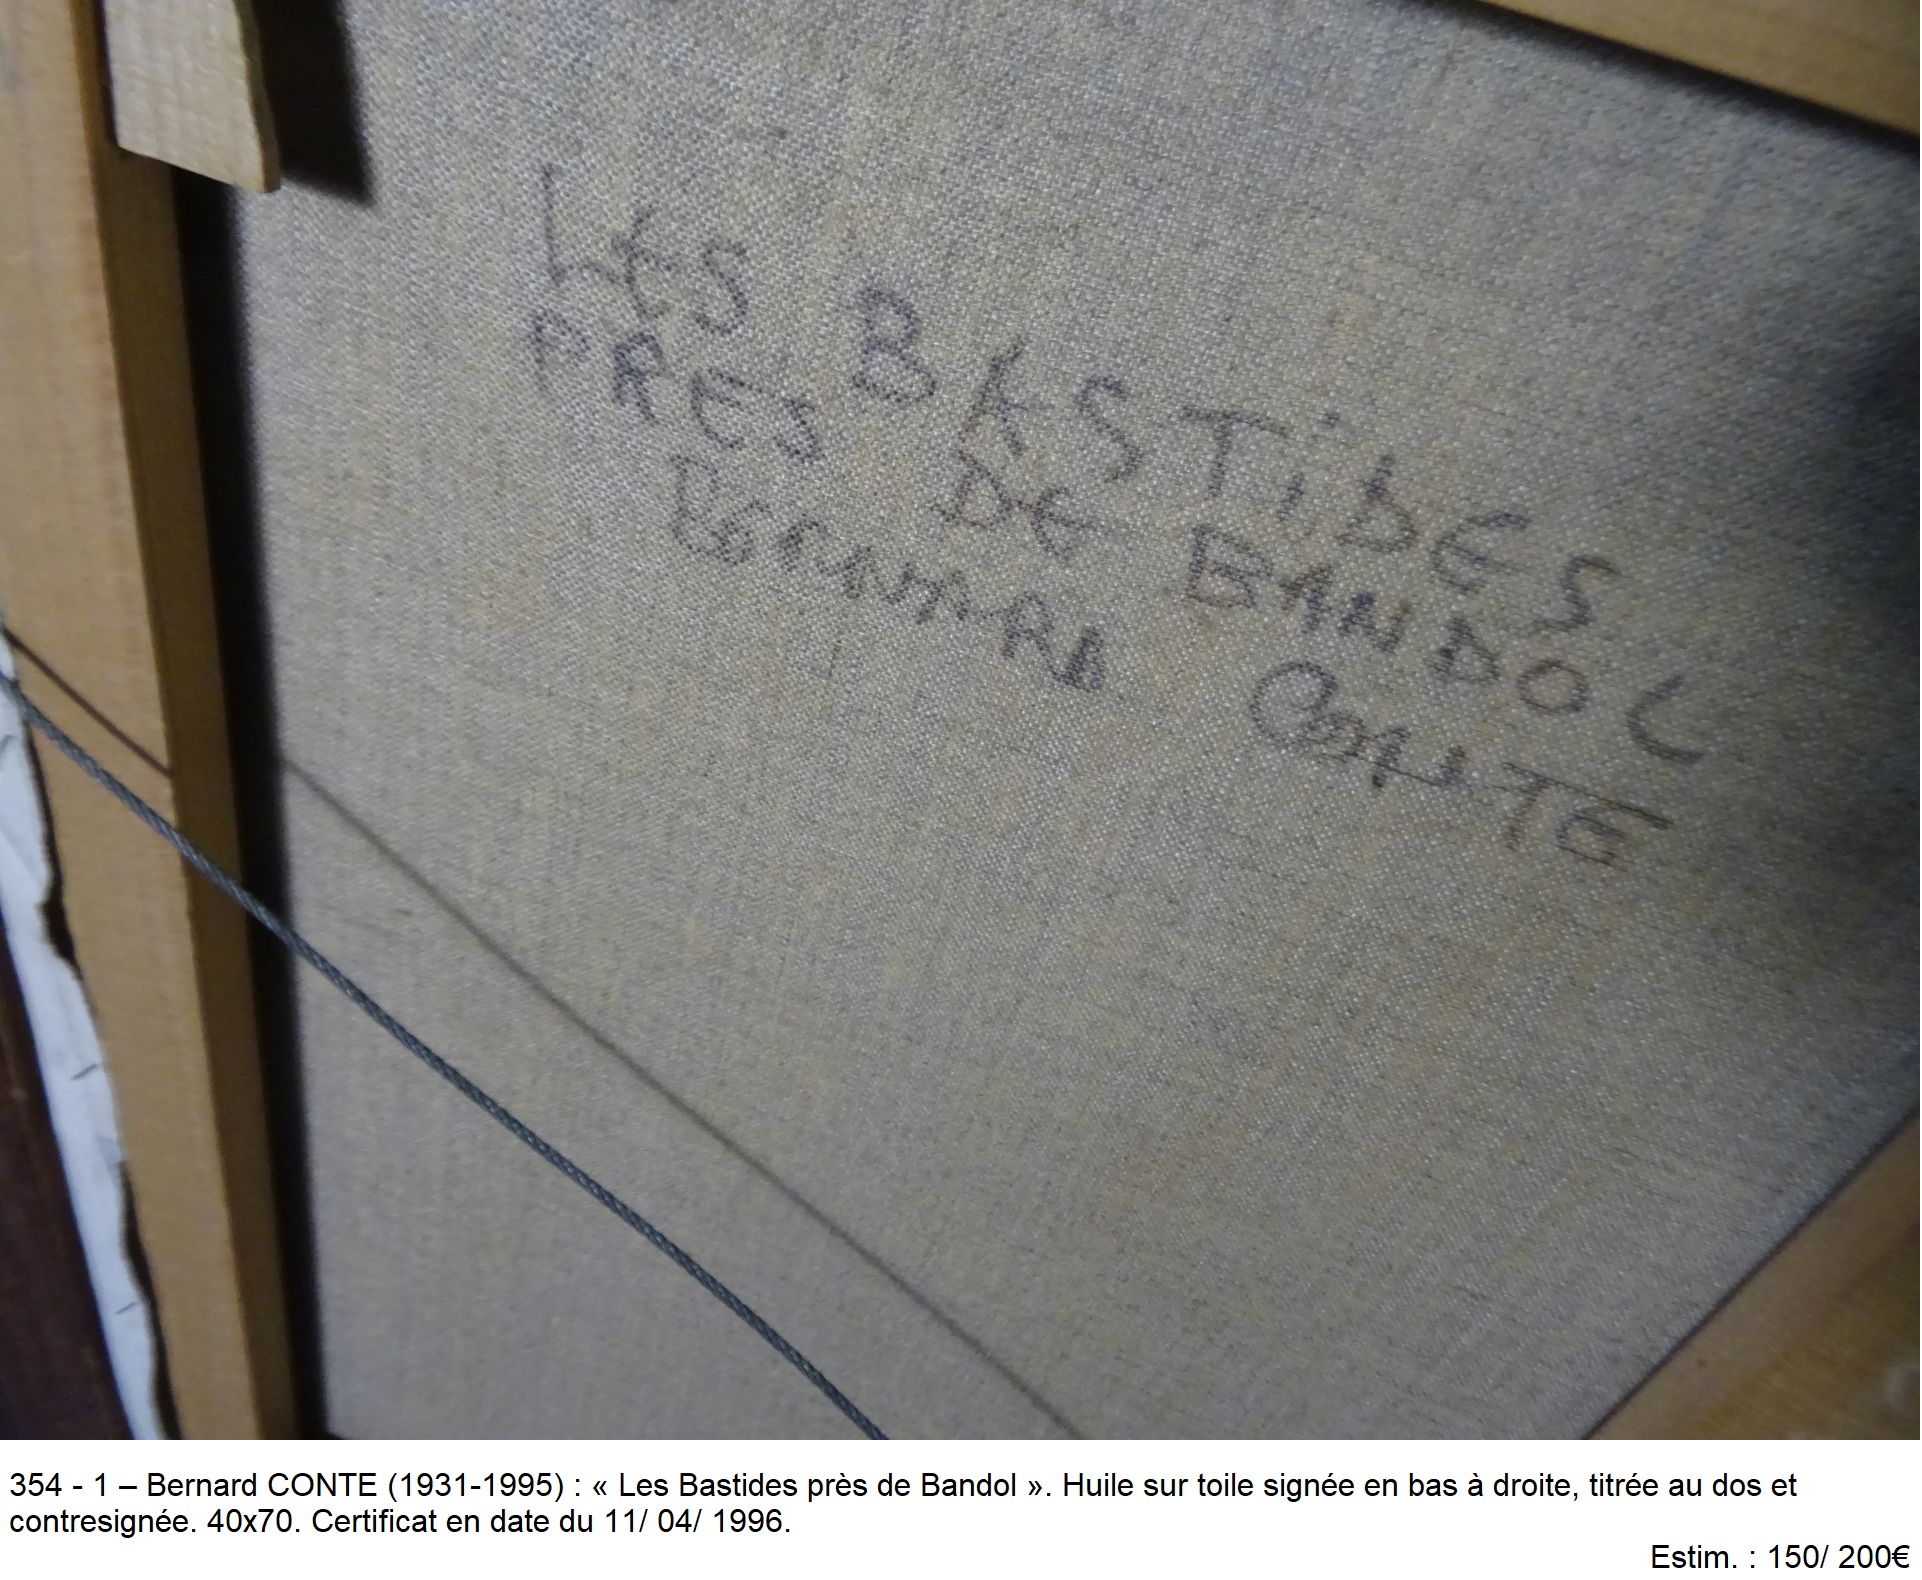 LES BASTiDES
PRES DE BANDOL
BERNARD CONTE
354 - 1 – Bernard CONTE (1931-1995) : « Les Bastides près de Bandol ». Huile sur toile signée en bas à droite, titrée au dos et
contresignée. 40x70. Certificat en date du 11/ 04/ 1996.
Estim. : 150/ 200€